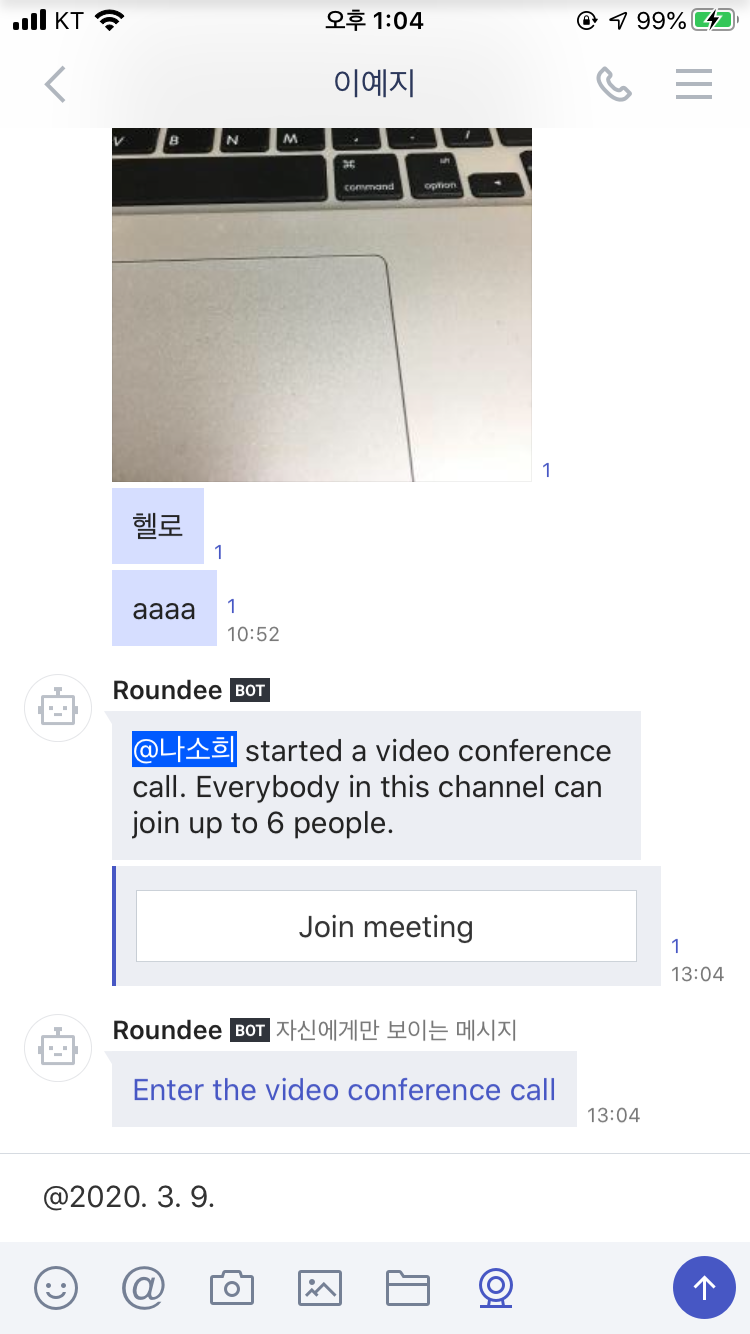 KT 오후 1:04 99%
이예지
V B N M , . /
⌘ alt
command option
1
헬로
1
aaaa
1
10:52
Roundee BOT
@나소희 started a video conference
call. Everybody in this channel can
join up to 6 people.
Join meeting
1
13:04
Roundee BOT 자신에게만 보이는 메시지
Enter the video conference call
13:04
@2020. 3. 9.